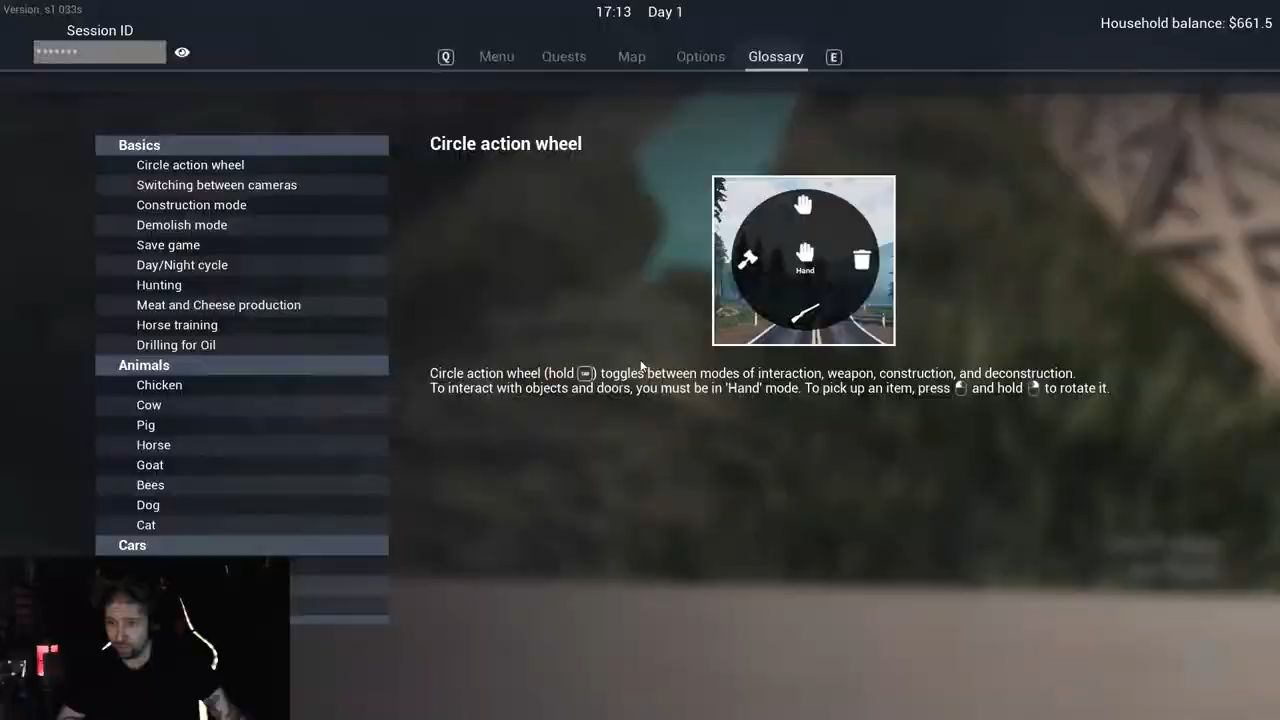 Version: s1 033s
17:13 Day 1
Household balance: $661.5
Session ID
*******
Q Menu Quests Map Options Glossary E
Basics
Circle action wheel
Switching between cameras
Construction mode
Demolish mode
Save game
Day/Night cycle
Hunting
Meat and Cheese production
Horse training
Drilling for Oil
Animals
Chicken
Cow
Pig
Horse
Goat
Bees
Dog
Cat
Cars
Circle action wheel
Hand
Circle action wheel (hold ) toggles between modes of interaction, weapon, construction, and deconstruction.
To interact with objects and doors, you must be in 'Hand' mode. To pick up an item, press and hold to rotate it.